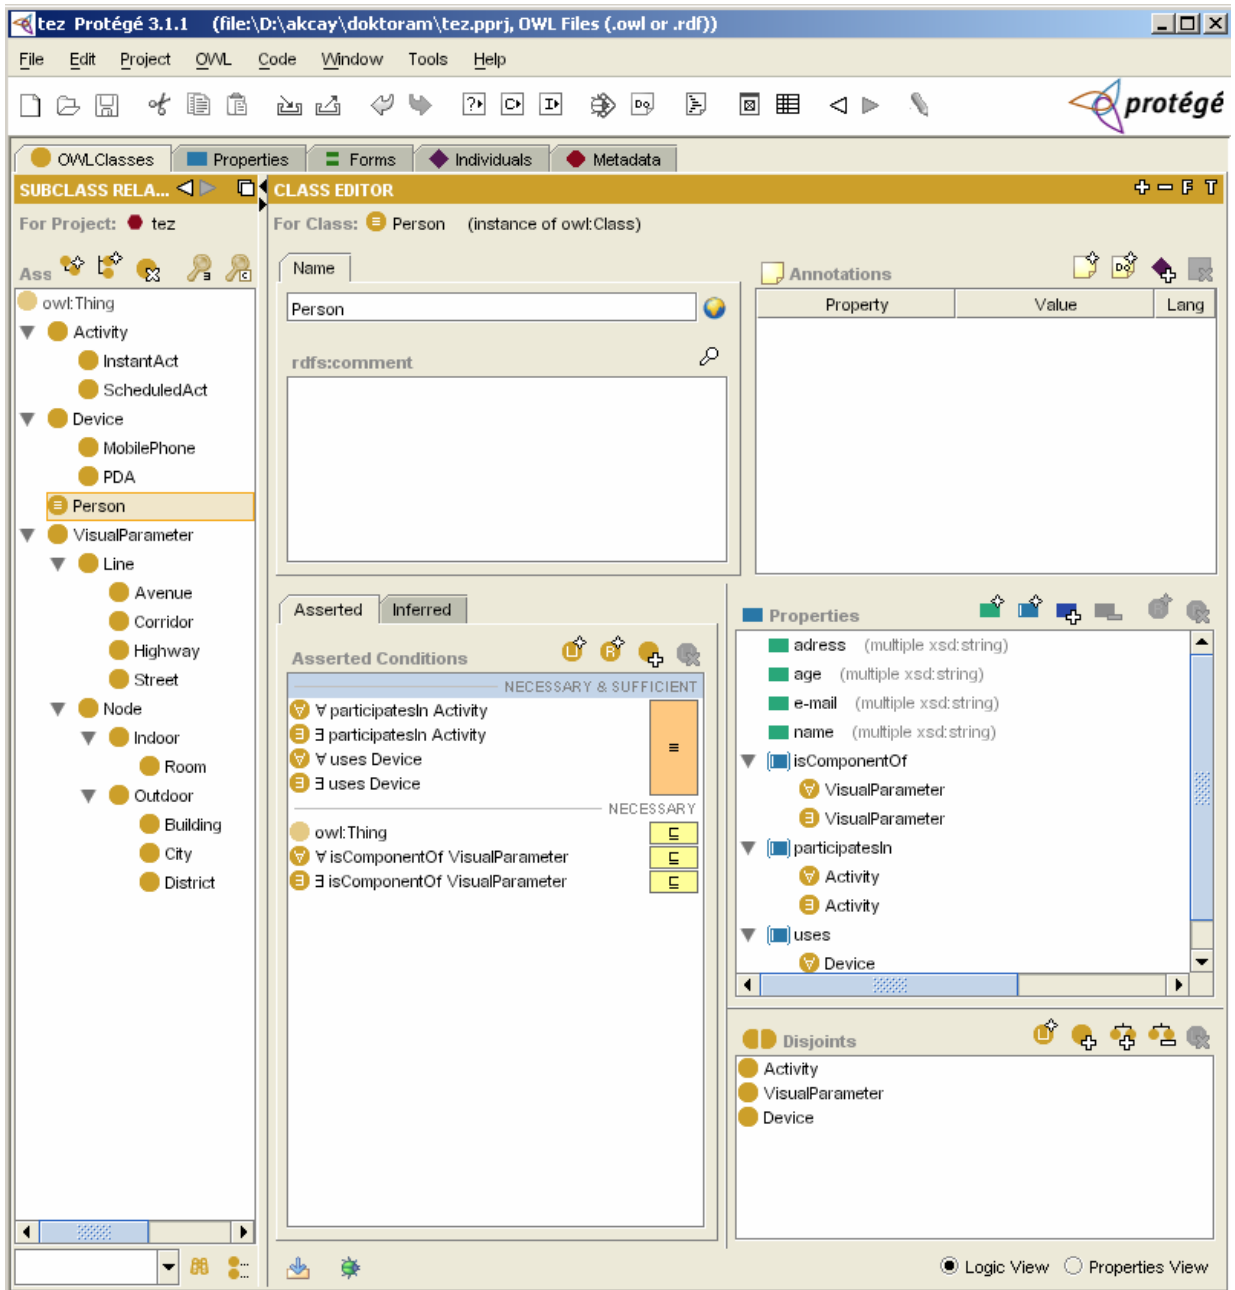 tez Protégé 3.1.1 (file:\D:\akcay\doktoram\tez.pprj, OWL Files (.owl or .rdf))
File Edit Project OWL Code Window Tools Help
protégé
OWLClasses Properties Forms Individuals Metadata
SUBCLASS RELA...
For Project: tez
Ass
owl:Thing
Activity
InstantAct
ScheduledAct
Device
MobilePhone
PDA
Person
VisualParameter
Line
Avenue
Corridor
Highway
Street
Node
Indoor
Room
Outdoor
Building
City
District
CLASS EDITOR
For Class: Person (instance of owl:Class)
Name
Person
rdfs:comment
Annotations
Property Value Lang
Asserted Inferred
Asserted Conditions
NECESSARY & SUFFICIENT
∀ participatesIn Activity
∃ participatesIn Activity
∀ uses Device
∃ uses Device
≡
NECESSARY
owl:Thing ⊑
∀ isComponentOf VisualParameter ⊑
∃ isComponentOf VisualParameter ⊑
Properties
adress (multiple xsd:string)
age (multiple xsd:string)
e-mail (multiple xsd:string)
name (multiple xsd:string)
isComponentOf
VisualParameter
VisualParameter
participatesIn
Activity
Activity
uses
Device
Disjoints
Activity
VisualParameter
Device
Logic View Properties View